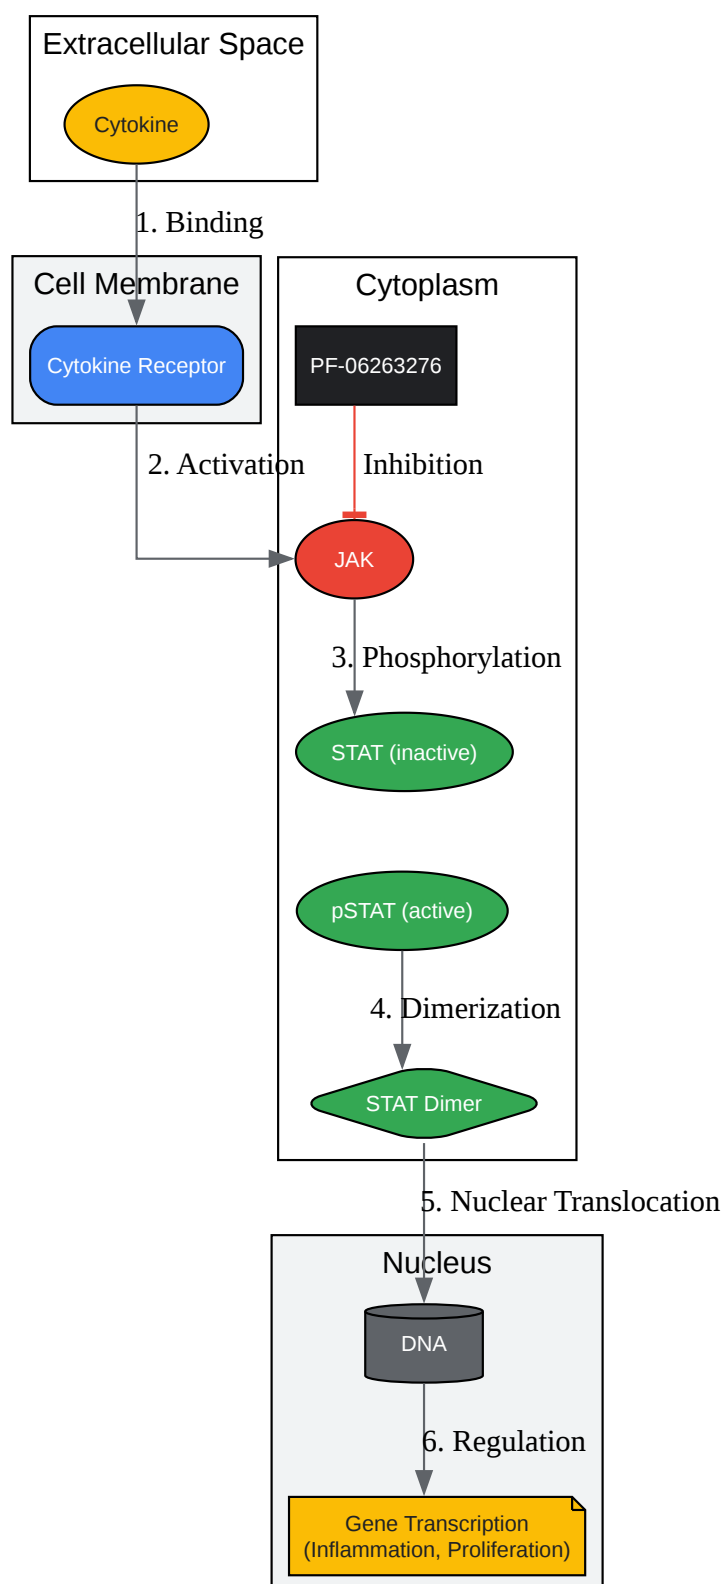 Extracellular Space
Cytokine
1. Binding
Cell Membrane
Cytokine Receptor
Cytoplasm
PF-06263276
2. Activation
Inhibition
JAK
3. Phosphorylation
STAT (inactive)
pSTAT (active)
4. Dimerization
STAT Dimer
5. Nuclear Translocation
Nucleus
DNA
6. Regulation
Gene Transcription
(Inflammation, Proliferation)